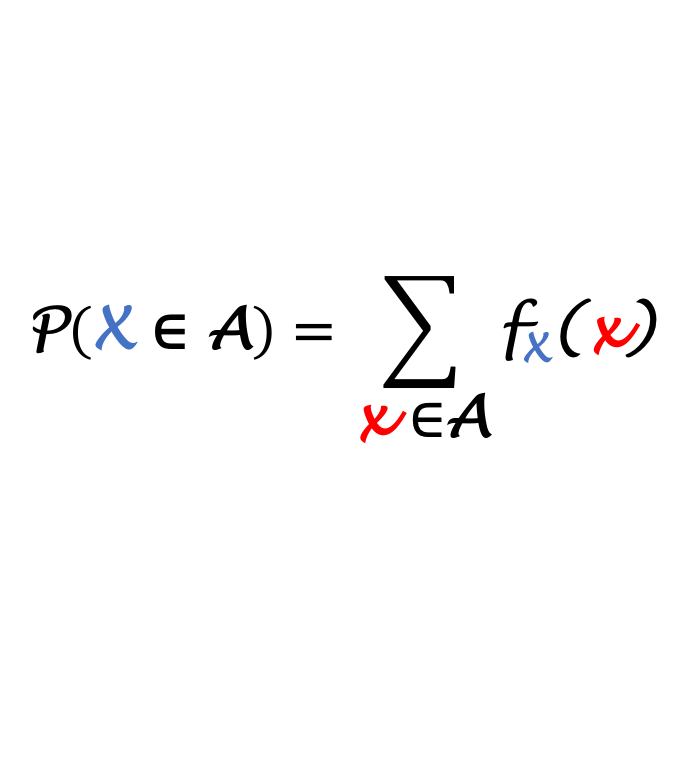 P(X ∈ A) = ∑ f_X(x)
x∈A